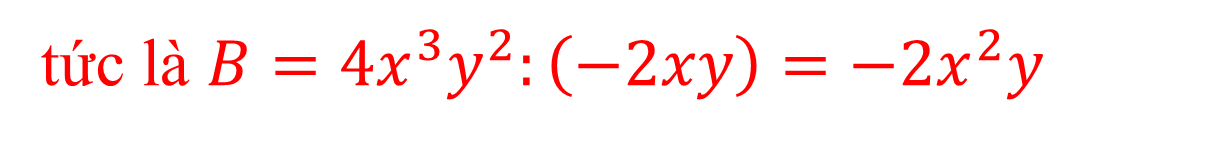 tức là B = 4x³y²: (−2xy) = −2x²y